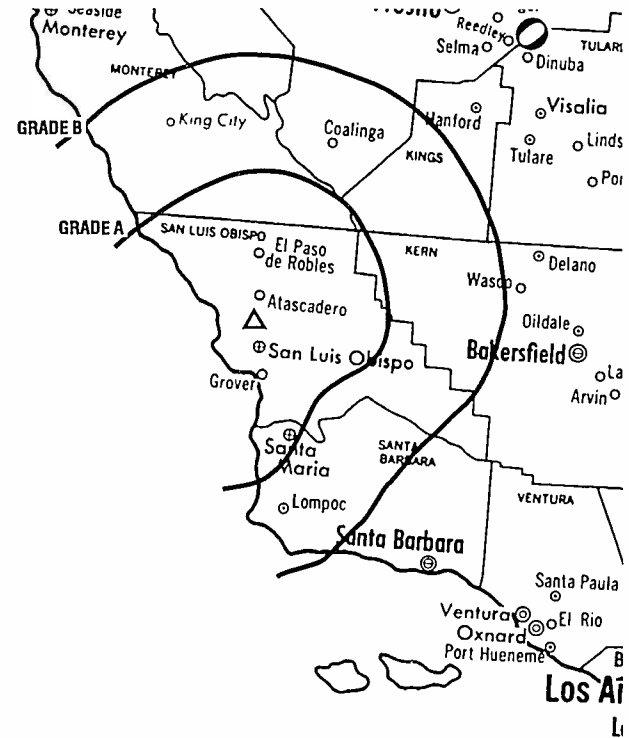 Seaside
Monterey
Reedley
Selma
Dinuba
MONTEREY
GRADE B
King City
Coalinga
Hanford
Visalia
KINGS
Tulare
GRADE A
SAN LUIS OBISPO
El Paso
de Robles
KERN
Delano
Wasco
Atascadero
Oildale
San Luis Obispo
Bakersfield
Grover
Arvin
Santa
Maria
SANTA
BARBARA
Lompoc
VENTURA
Santa Barbara
Santa Paula
Ventura
El Rio
Oxnard
Port Hueneme
Los